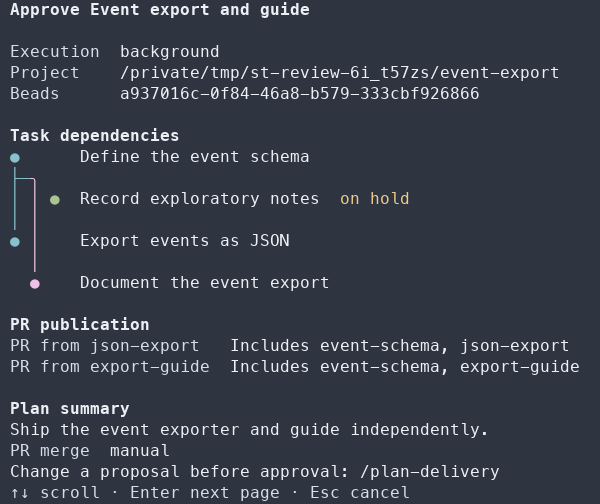 Approve Event export and guide
Execution  background
Project    /private/tmp/st-review-6i_t57zs/event-export
Beads      a937016c-0f84-46a8-b579-333cbf926866
Task dependencies
Define the event schema
Record exploratory notes  on hold
Export events as JSON
Document the event export
PR publication
PR from json-export   Includes event-schema, json-export
PR from export-guide  Includes event-schema, export-guide
Plan summary
Ship the event exporter and guide independently.
PR merge  manual
Change a proposal before approval: /plan-delivery
↑↓ scroll · Enter next page · Esc cancel